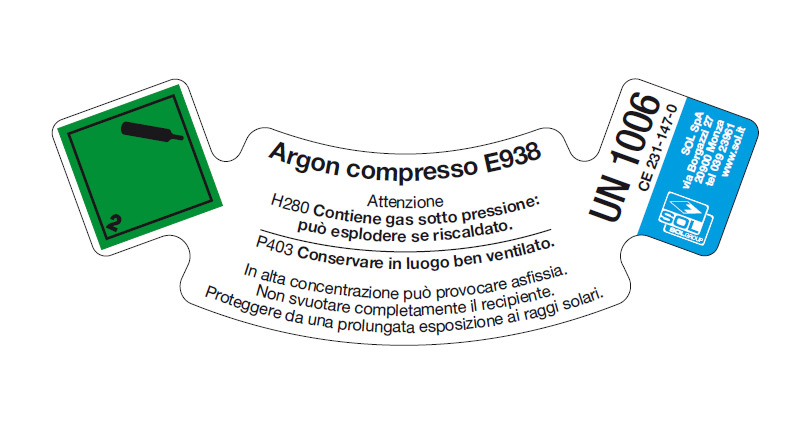 2
Argon compresso E938
Attenzione
H280 Contiene gas sotto pressione:
può esplodere se riscaldato.
P403 Conservare in luogo ben ventilato.
In alta concentrazione può provocare asfissia.
Non svuotare completamente il recipiente.
Proteggere da una prolungata esposizione ai raggi solari.
UN 1006
CE 231-147-0
SOL SpA
via Borgazzi 27
20900 Monza
tel 039 23961
www.sol.it
SOL
SOLGROUP